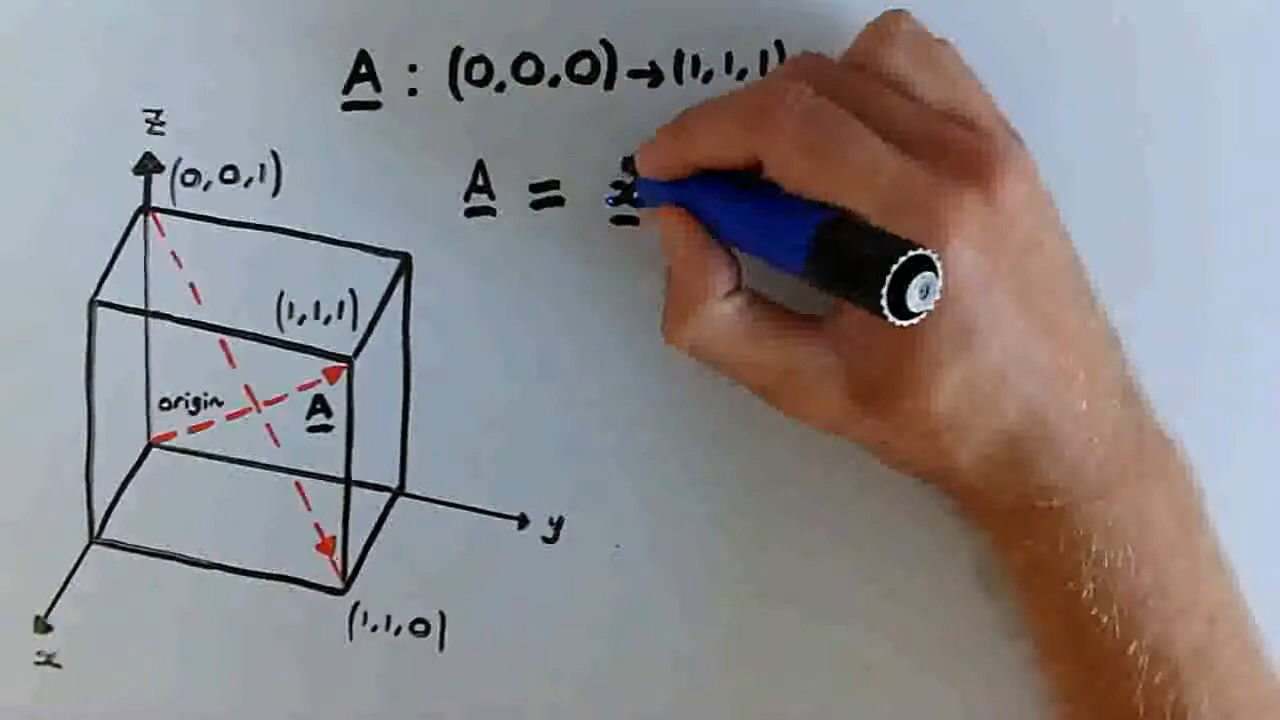 A : (0,0,0)→(1,1,1)
A = x
z
(0,0,1)
(1,1,1)
origin
A
y
(1,1,0)
x